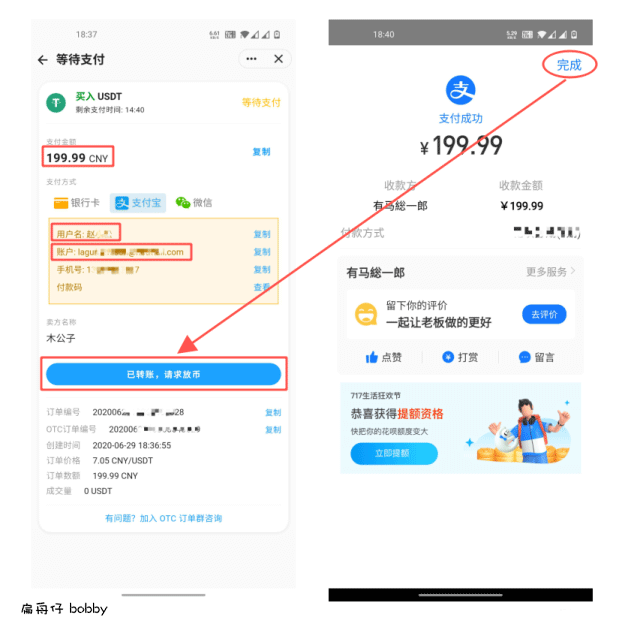 18:37
等待支付
买入 USDT
剩余支付时间: 14:40
等待支付
支付金额
199.99 CNY
复制
支付方式
银行卡
支付宝
微信
用户名: 赵
复制
账户: lagur .com
复制
手机号: 1 7
复制
付款码
查看
卖方名称
木公子
已转账，请求放币
订单编号 202006 28
复制
OTC订单编号 202006
复制
创建时间 2020-06-29 18:36:55
订单价格 7.05 CNY/USDT
订单数额 199.99 CNY
成交量 0 USDT
有问题? 加入 OTC 订单群咨询
18:40
完成
支
支付成功
¥199.99
收款方
收款金额
有马総一郎
¥199.99
付款方式
有马総一郎
更多服务
留下你的评价
一起让老板做的更好
去评价
点赞
打赏
留言
717生活狂欢节
恭喜获得提额资格
快把你的花呗额度变大
立即提额
bobby